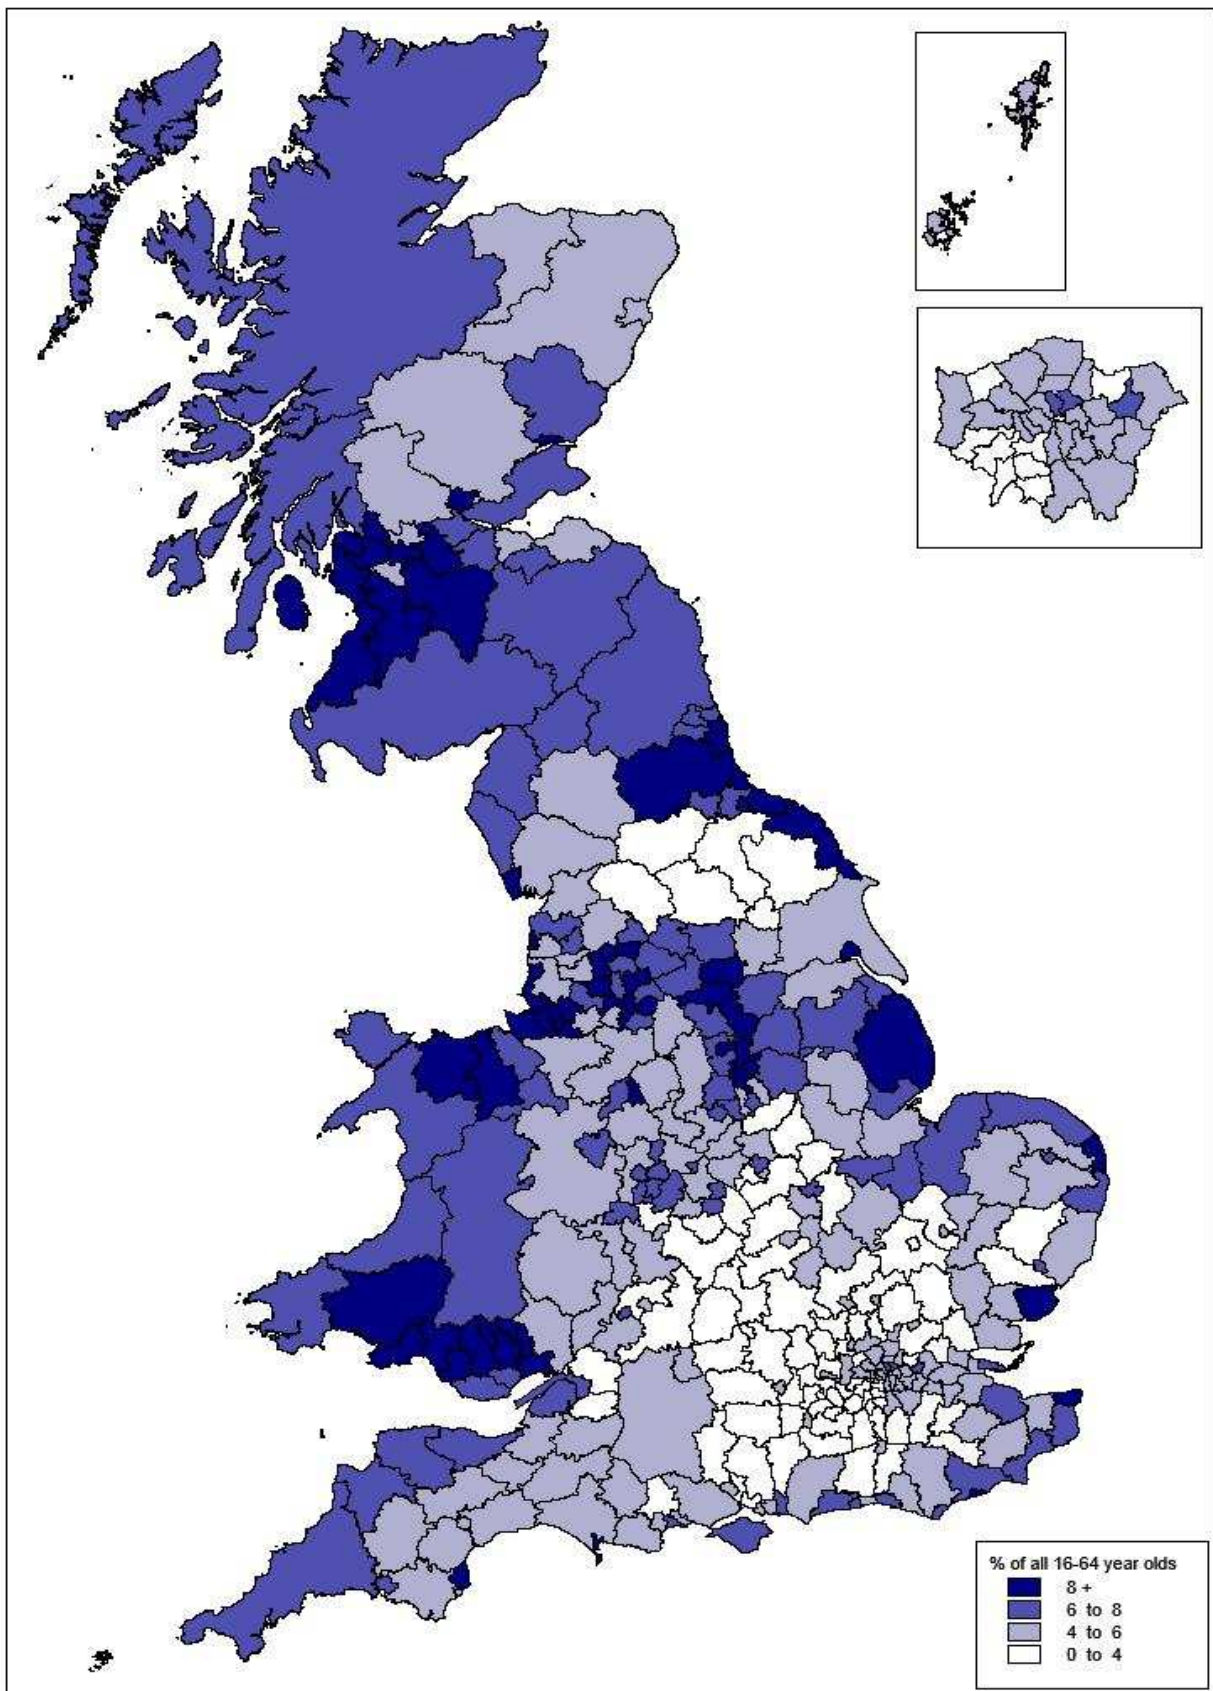 % of all 16-64 year olds
8 +
6 to 8
4 to 6
0 to 4